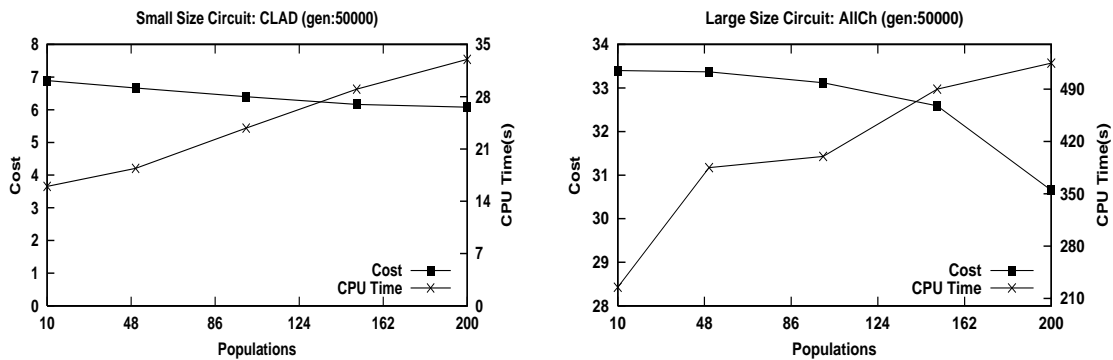 Small Size Circuit: CLAD (gen:50000)
8
7
6
5
4
3
2
1
0
Cost
35
28
21
14
7
0
CPU Time(s)
Cost
CPU Time
10 48 86 124 162 200
Populations
Large Size Circuit: AllCh (gen:50000)
34
33
32
31
30
29
28
Cost
490
420
350
280
210
CPU Time(s)
Cost
CPU Time
10 48 86 124 162 200
Populations